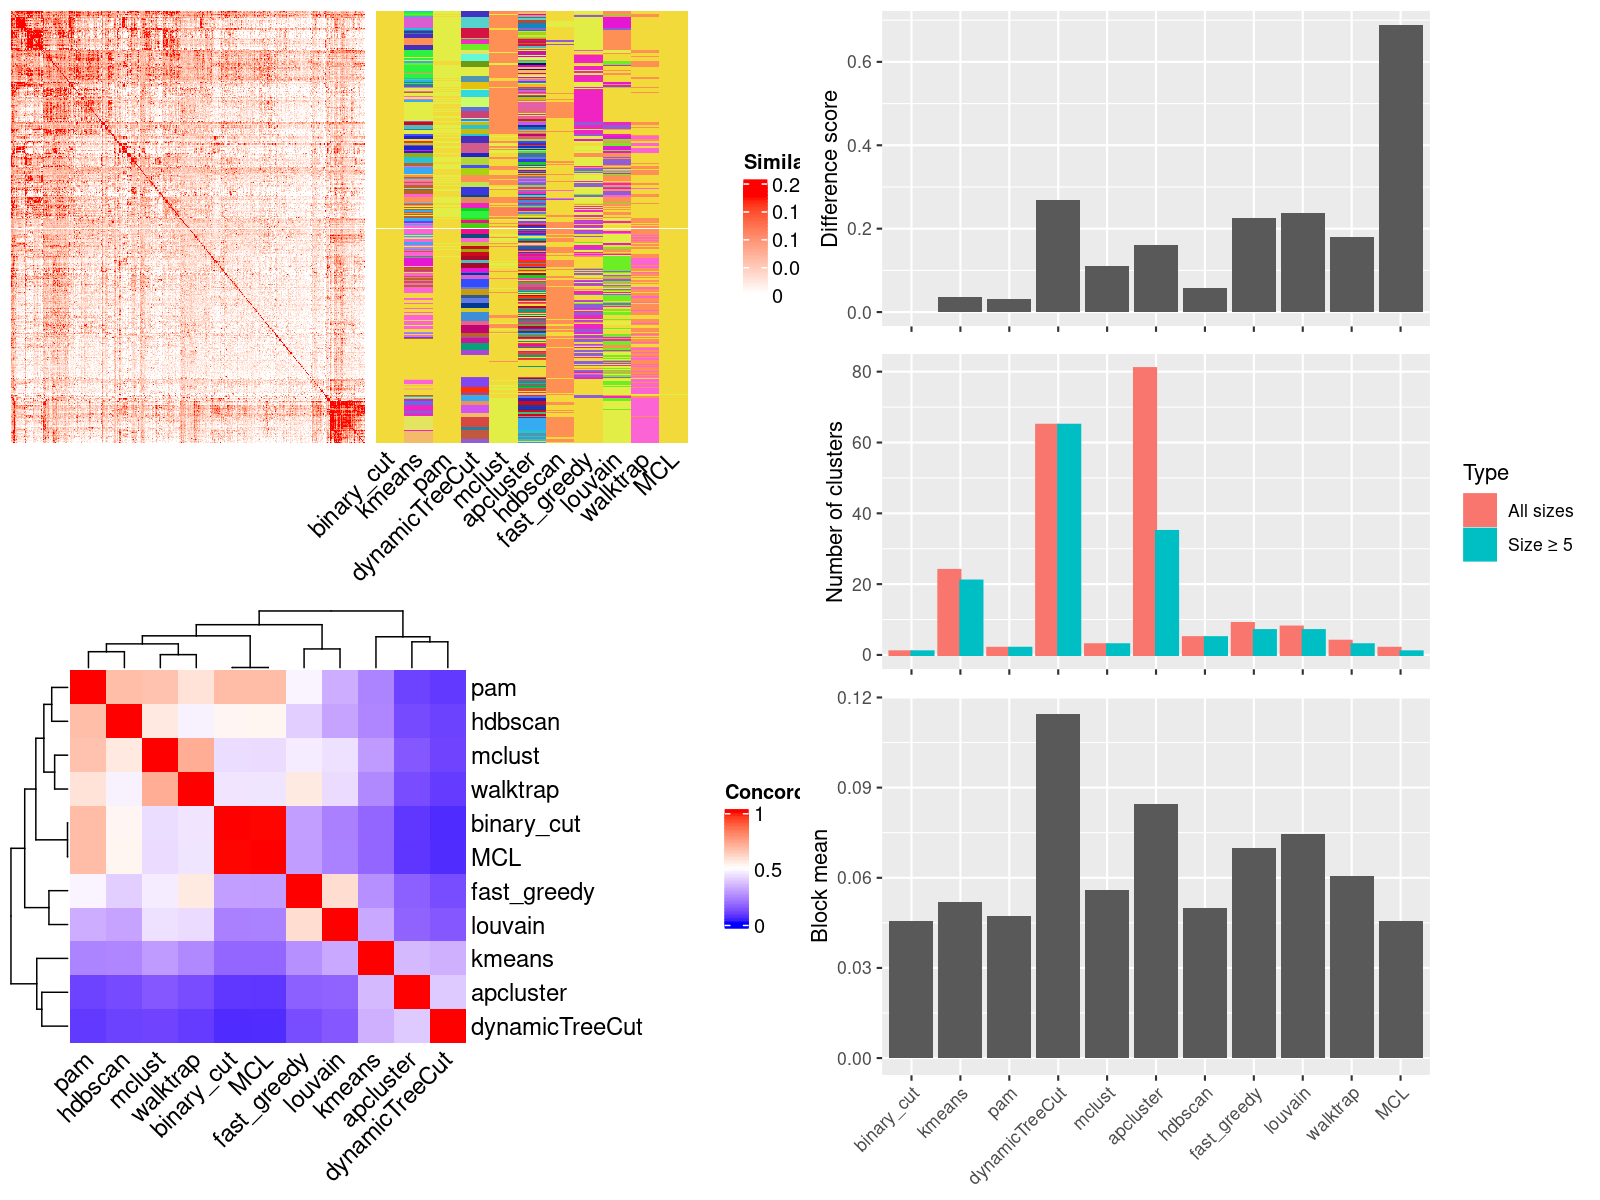 Simila
0.2
0.1
0.1
0.0
0
binary_cut
kmeans
pam
dynamicTreeCut
mclust
apcluster
hdbscan
fast_greedy
louvain
walktrap
MCL
pam
hdbscan
mclust
walktrap
binary_cut
MCL
fast_greedy
louvain
kmeans
apcluster
dynamicTreeCut
pam
hdbscan
mclust
walktrap
binary_cut
MCL
fast_greedy
louvain
kmeans
apcluster
dynamicTreeCut
Concord
1
0.5
0
Difference score
0.6
0.4
0.2
0.0
Number of clusters
80
60
40
20
0
Type
All sizes
Size ≥ 5
Block mean
0.12
0.09
0.06
0.03
0.00
binary_cut
kmeans
pam
dynamicTreeCut
mclust
apcluster
hdbscan
fast_greedy
louvain
walktrap
MCL